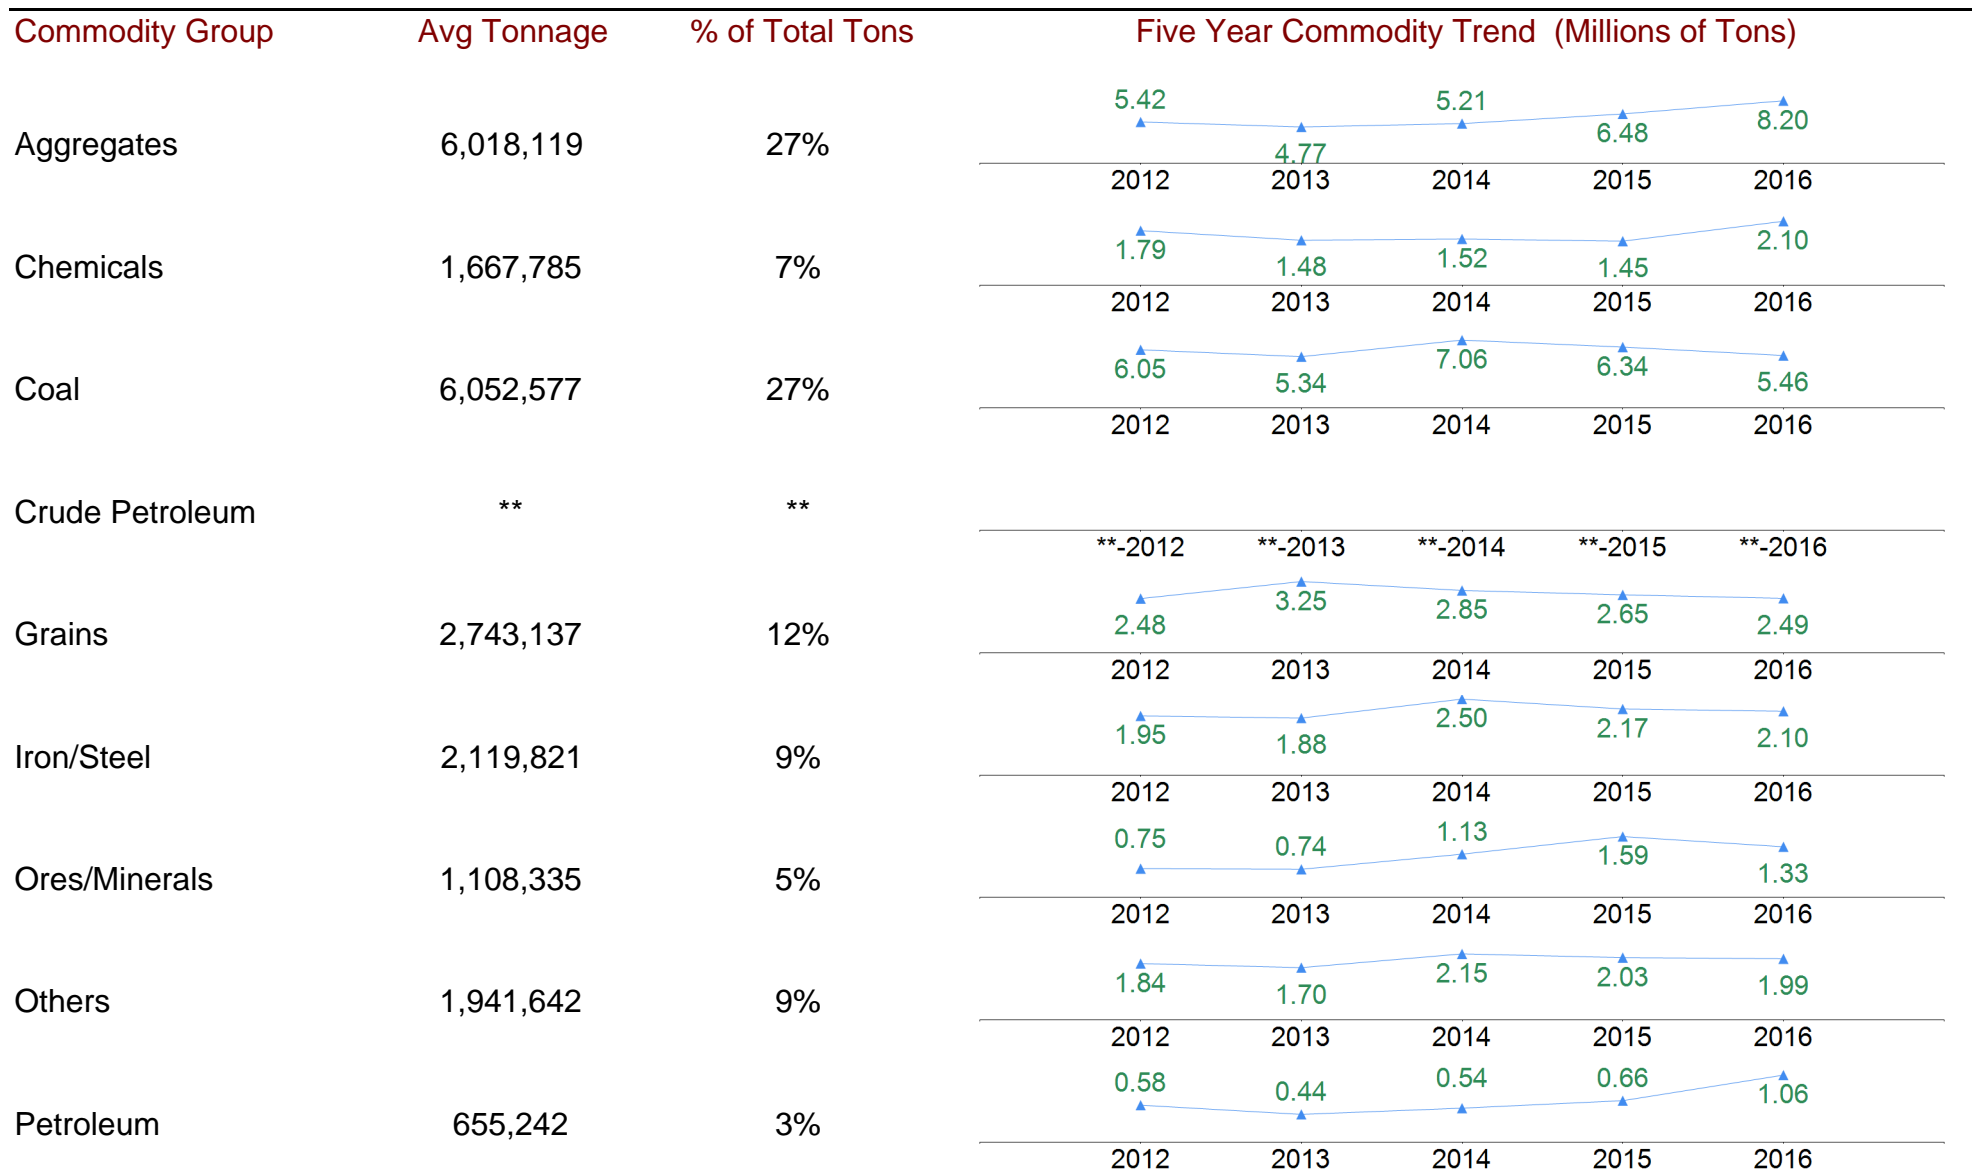 Commodity Group Avg Tonnage % of Total Tons Five Year Commodity Trend (Millions of Tons)
5.42 5.21
Aggregates 6,018,119 27% 4.77 6.48 8.20
2012 2013 2014 2015 2016
Chemicals 1,667,785 7% 1.79 1.48 1.52 1.45 2.10
2012 2013 2014 2015 2016
Coal 6,052,577 27% 6.05 5.34 7.06 6.34 5.46
2012 2013 2014 2015 2016
Crude Petroleum ** **
**-2012 **-2013 **-2014 **-2015 **-2016
Grains 2,743,137 12% 2.48 3.25 2.85 2.65 2.49
2012 2013 2014 2015 2016
Iron/Steel 2,119,821 9% 1.95 1.88 2.50 2.17 2.10
2012 2013 2014 2015 2016
Ores/Minerals 1,108,335 5% 0.75 0.74 1.13 1.59 1.33
2012 2013 2014 2015 2016
Others 1,941,642 9% 1.84 1.70 2.15 2.03 1.99
2012 2013 2014 2015 2016
Petroleum 655,242 3% 0.58 0.44 0.54 0.66 1.06
2012 2013 2014 2015 2016